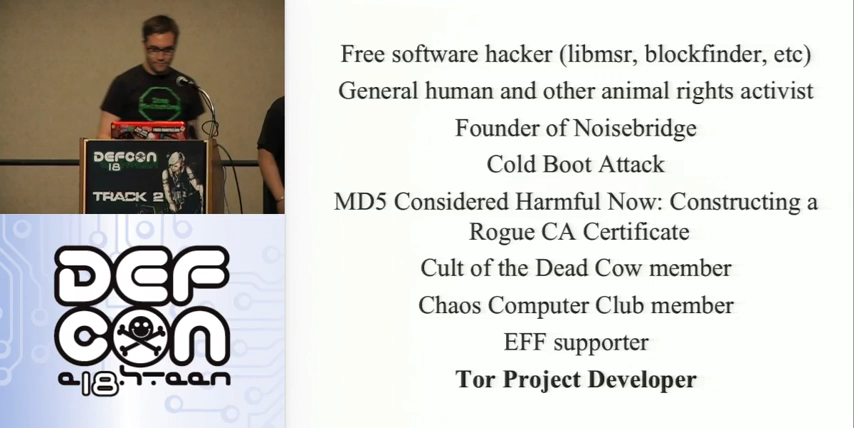 DEFCON
18
TRACK 2
DEF
CON
e18hteen
Free software hacker (libmsr, blockfinder, etc)
General human and other animal rights activist
Founder of Noisebridge
Cold Boot Attack
MD5 Considered Harmful Now: Constructing a
Rogue CA Certificate
Cult of the Dead Cow member
Chaos Computer Club member
EFF supporter
Tor Project Developer